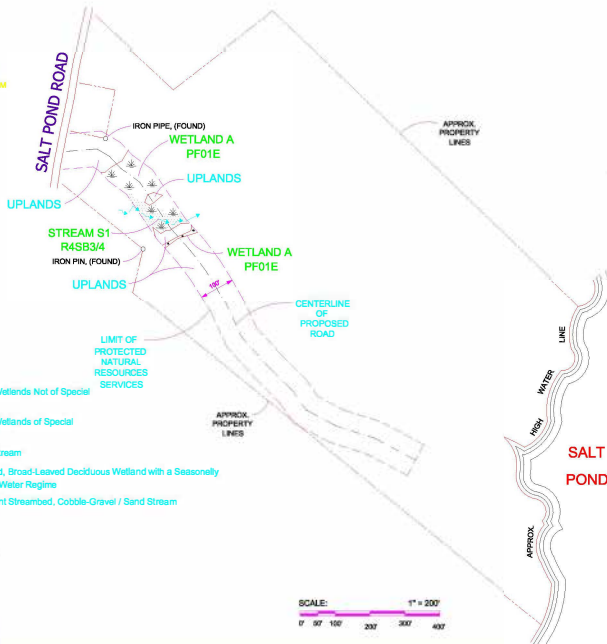 SALT POND ROAD
IRON PIPE, (FOUND)
WETLAND A
PF01E
UPLANDS
UPLANDS
STREAM S1
R4SB3/4
IRON PIN, (FOUND)
UPLANDS
WETLAND A
PF01E
100'
CENTERLINE
OF
PROPOSED
ROAD
LIMIT OF
PROTECTED
NATURAL
RESOURCES
SERVICES
APPROX.
PROPERTY
LINES
APPROX.
PROPERTY
LINES
APPROX. HIGH WATER LINE
SALT
POND
Wetlands Not of Special
Wetlands of Special
tream
d, Broad-Leaved Deciduous Wetland with a Seasonally
Water Regime
nt Streambed, Cobble-Gravel / Sand Stream
SCALE: 1" = 200'
0' 50' 100' 200' 300' 400'